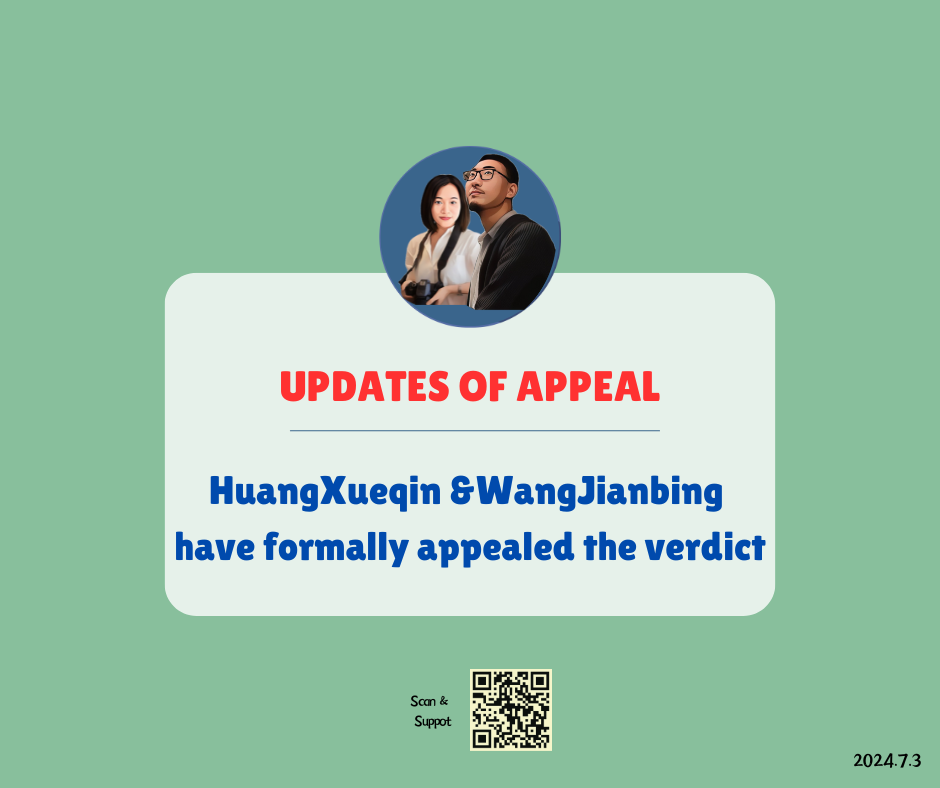 UPDATES OF APPEAL
HuangXueqin &WangJianbing
have formally appealed the verdict
Scan &
Suppot
2024.7.3